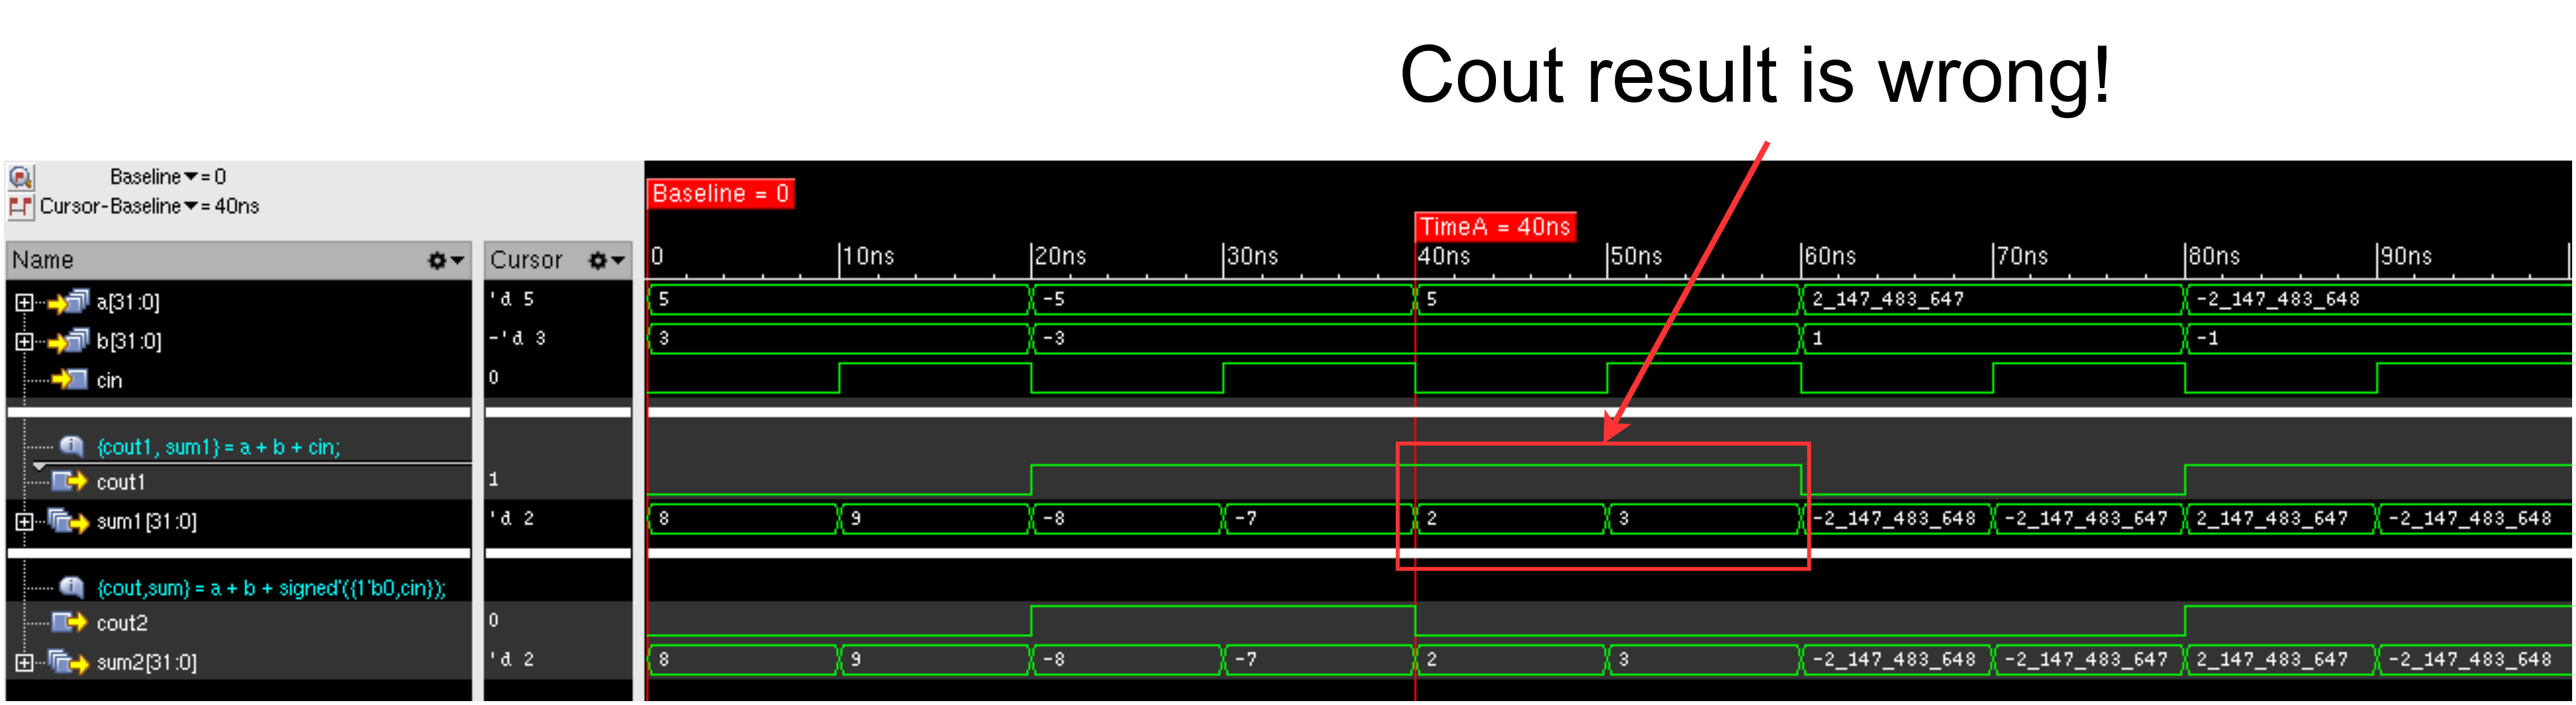 Cout result is wrong!
Baseline▼= 0
Cursor-Baseline▼= 40ns
Baseline = 0
TimeA = 40ns
Name Cursor 0 10ns 20ns 30ns 40ns 50ns 60ns 70ns 80ns 90ns
a[31:0] 'd 5 5 -5 5 2_147_483_647 -2_147_483_648
b[31:0] -'d 3 3 -3 1 -1
cin 0
{cout1, sum1} = a + b + cin;
cout1 1
sum1[31:0] 'd 2 8 9 -8 -7 2 3 -2_147_483_648 -2_147_483_647 2_147_483_647 -2_147_483_648
{cout,sum} = a + b + signed'({1'b0,cin});
cout2 0
sum2[31:0] 'd 2 8 9 -8 -7 2 3 -2_147_483_648 -2_147_483_647 2_147_483_647 -2_147_483_648